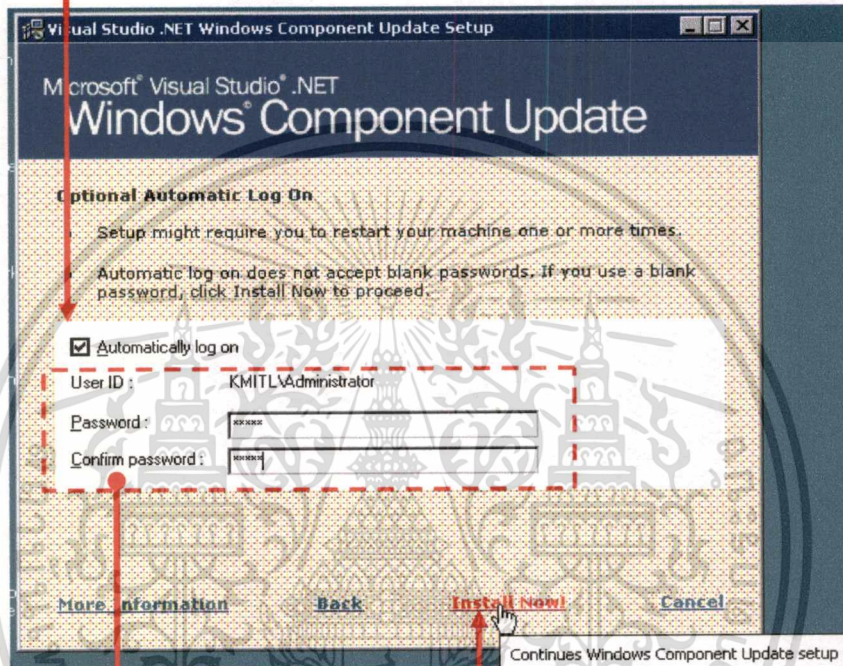 Visual Studio .NET Windows Component Update Setup
Microsoft® Visual Studio® .NET
Windows® Component Update
Optional Automatic Log On
Setup might require you to restart your machine one or more times.
Automatic log on does not accept blank passwords. If you use a blank
password, click Install Now to proceed.
Automatically log on
User ID : KMITL\Administrator
Password : *****
Confirm password : *****
More Information Back Install Now! Cancel
Continues Windows Component Update setup